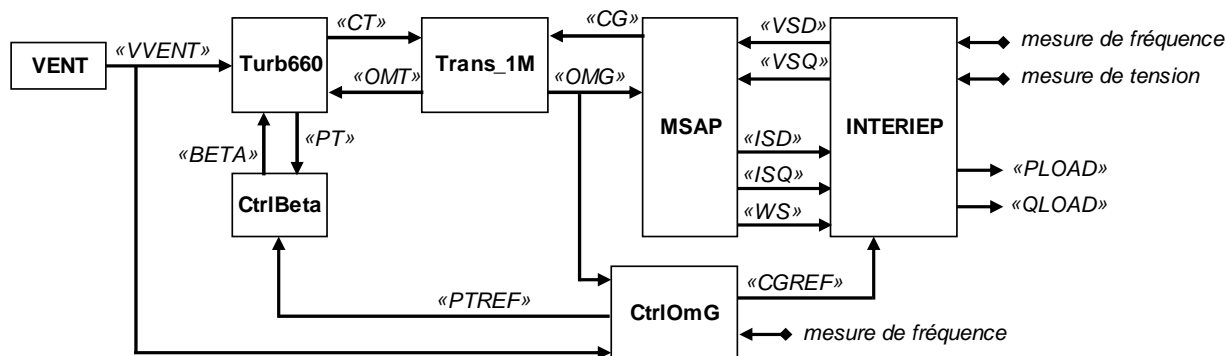 «CT»
«CG»
«VSD»
mesure de fréquence
VENT
«VVENT»
Turb660
Trans_1M
«OMT»
«OMG»
«VSQ»
mesure de tension
MSAP
INTERIEP
«BETA»
«PT»
«ISD»
«ISQ»
«WS»
«PLOAD»
«QLOAD»
CtrlBeta
«PTREF»
CtrlOmG
«CGREF»
mesure de fréquence